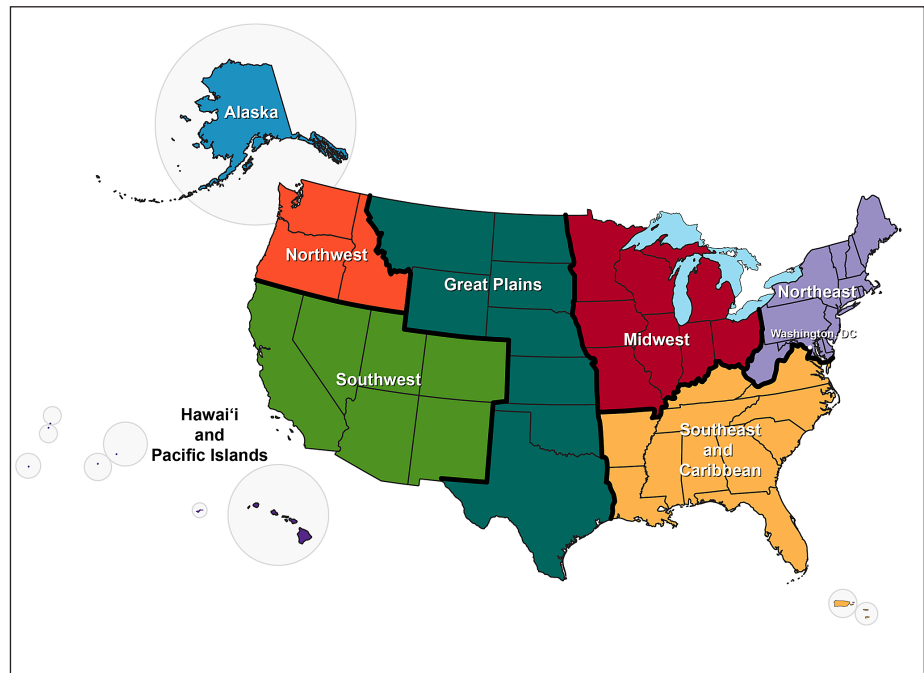 Alaska
Northwest
Great Plains
Northeast
Washington, DC
Midwest
Southwest
Hawai‘i
and
Pacific Islands
Southeast
and
Caribbean